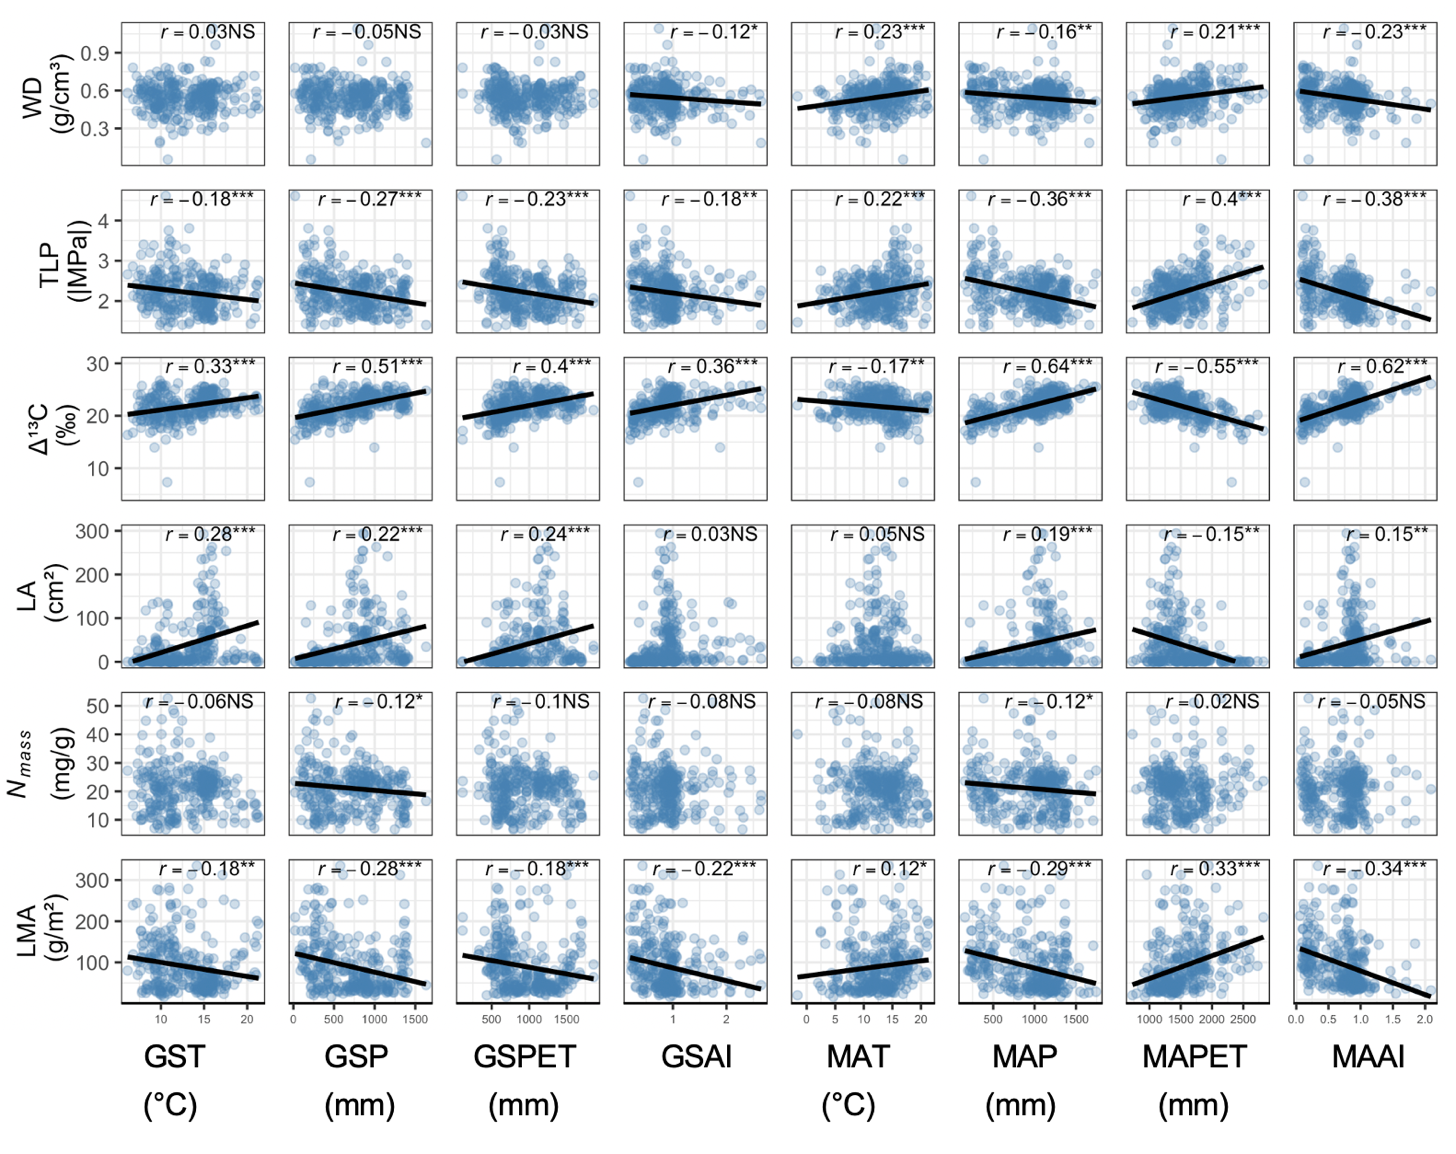 r = 0.03NS r = −0.05NS r = −0.03NS r = −0.12* r = 0.23*** r = −0.16** r = 0.21*** r = −0.23***
WD
(g/cm³)
0.9
0.6
0.3
r = −0.18*** r = −0.27*** r = −0.23*** r = −0.18** r = 0.22*** r = −0.36*** r = 0.4*** r = −0.38***
TLP
(|MPa|)
4
3
2
r = 0.33*** r = 0.51*** r = 0.4*** r = 0.36*** r = −0.17** r = 0.64*** r = −0.55*** r = 0.62***
Δ¹³C
(‰)
30
20
10
r = 0.28*** r = 0.22*** r = 0.24*** r = 0.03NS r = 0.05NS r = 0.19*** r = −0.15** r = 0.15**
LA
(cm²)
300
200
100
0
r = −0.06NS r = −0.12* r = −0.1NS r = −0.08NS r = −0.08NS r = −0.12* r = 0.02NS r = −0.05NS
N mass
(mg/g)
50
40
30
20
10
r = −0.18** r = −0.28*** r = −0.18*** r = −0.22*** r = 0.12* r = −0.29*** r = 0.33*** r = −0.34***
LMA
(g/m²)
300
200
100
10 15 20 0 500 1000 1500 500 1000 1500 1 2 0 5 10 15 20 500 1000 1500 1000 1500 2000 2500 0.0 0.5 1.0 1.5 2.0
GST GSP GSPET GSAI MAT MAP MAPET MAAI
(°C) (mm) (mm) (°C) (mm) (mm)